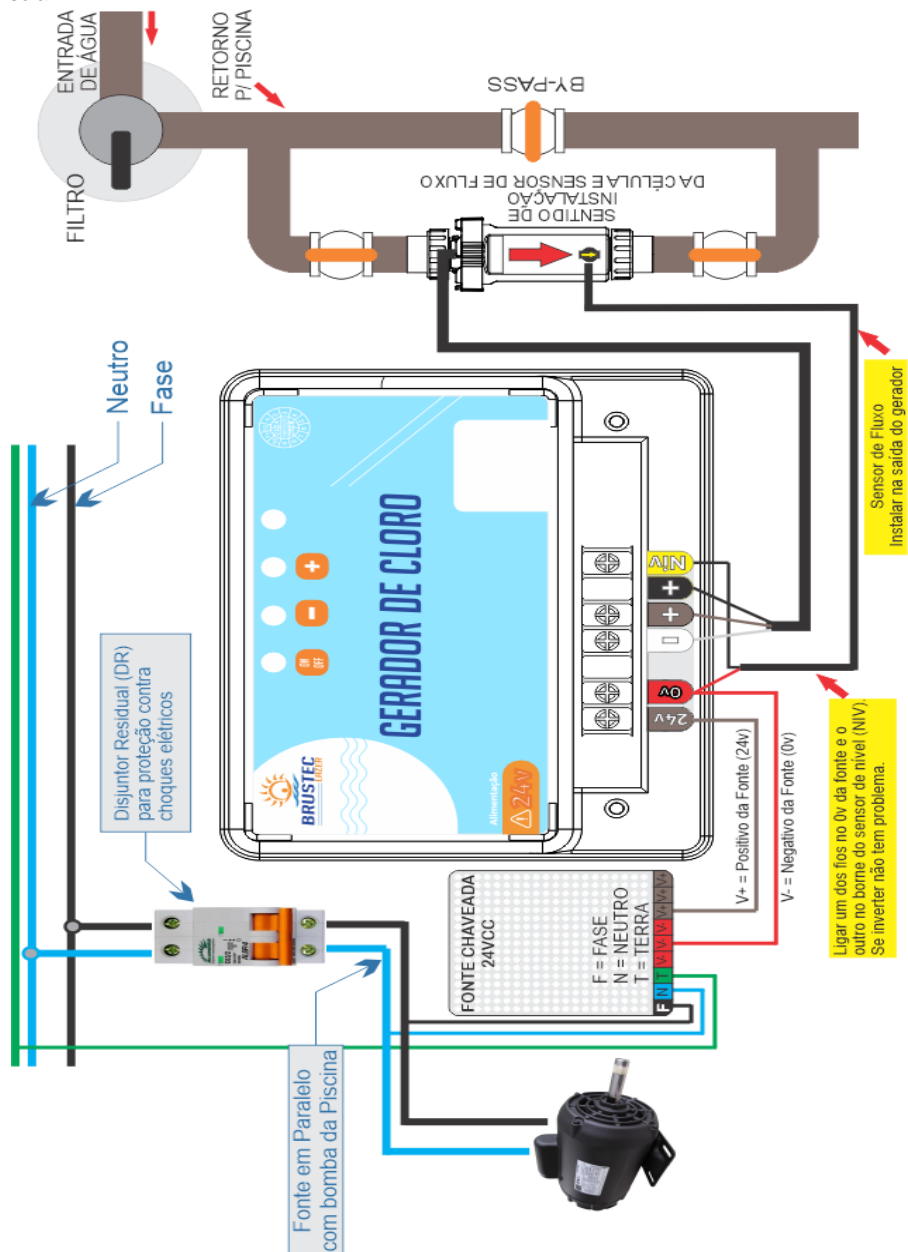 ENTRADA
DE ÁGUA
RETORNO
P/ PISCINA
FILTRO
BY-PASS
SENTIDO DE
INSTALAÇÃO
DA CÉLULA E SENSOR DE FLUXO
Neutro
Fase
Disjuntor Residual (DR)
para proteção contra
choques elétricos
GERADOR DE CLORO
ON
OFF
-
+
BRUSTEC
LAZER
Alimentação
24v
Niv
+
+
-
0v
24v
Sensor de Fluxo
Instalar na saída do gerador
Ligar um dos fios no 0v da fonte e o
outro no borne do sensor de nível (NIV).
Se inverter não tem problema.
V+ = Positivo da Fonte (24v)
V- = Negativo da Fonte (0v)
FONTE CHAVEADA
24VCC
F = FASE
N = NEUTRO
T = TERRA
F N T V- V- V- V+ V+ V+
Fonte em Paralelo
com bomba da Piscina